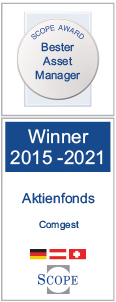 SCOPE AWARD
Bester
Asset
Manager
Winner
2015 -2021
Aktienfonds
Comgest
SCOPE